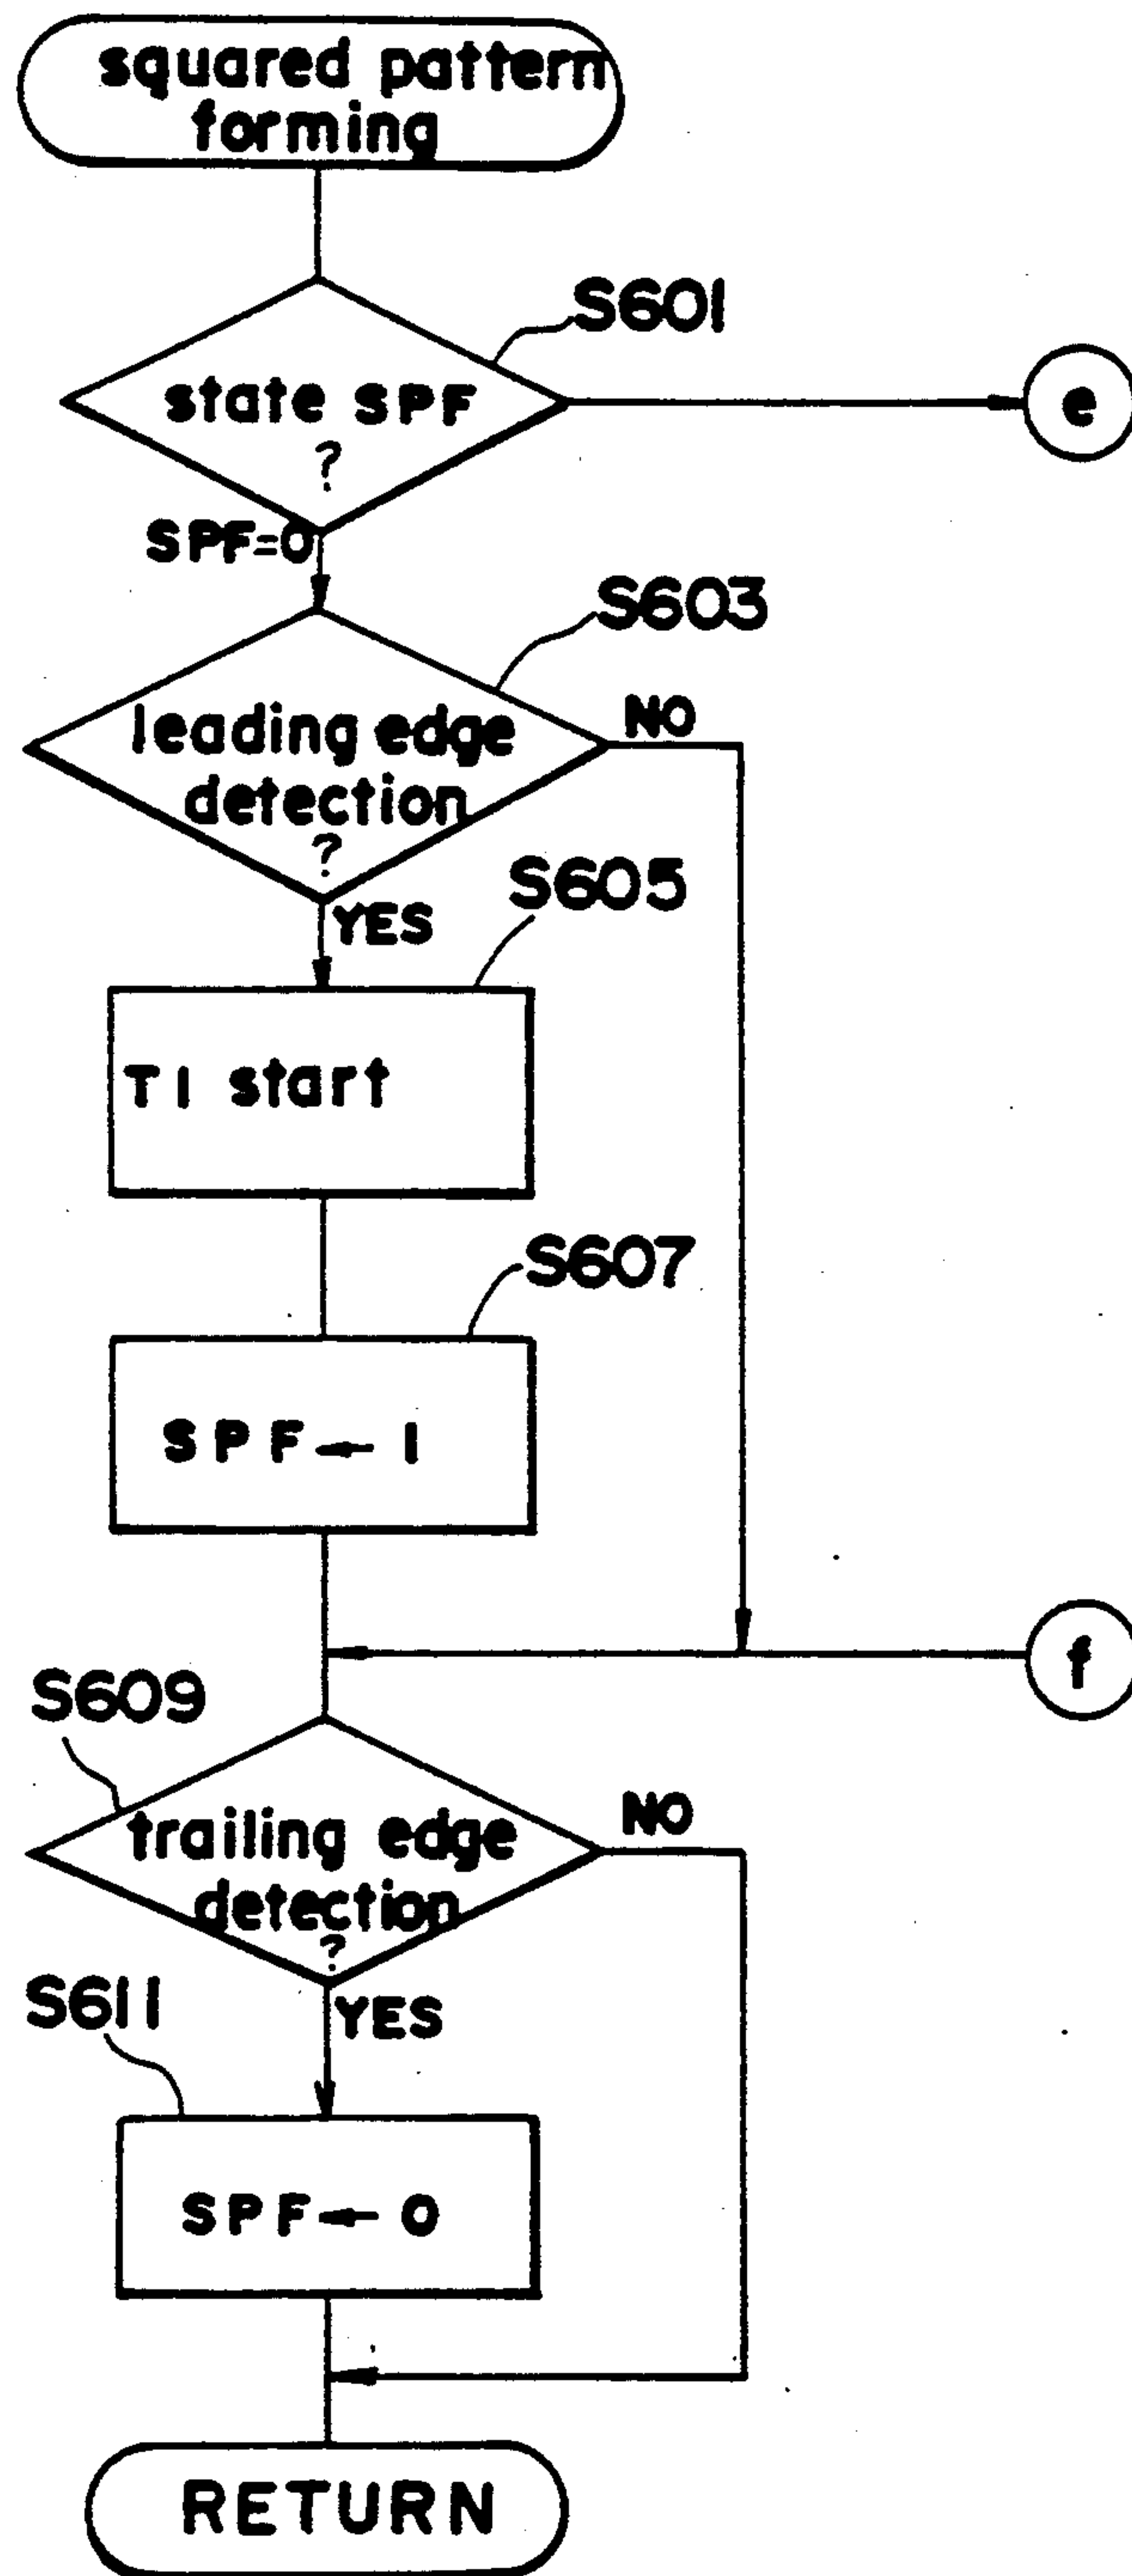 squared pattern
forming
S601
state SPF
?
e
SPF=0
S603
leading edge
detection
?
NO
YES
S605
T1 start
S607
SPF ← 1
f
S609
trailing edge
detection
?
NO
YES
S611
SPF ← 0
RETURN